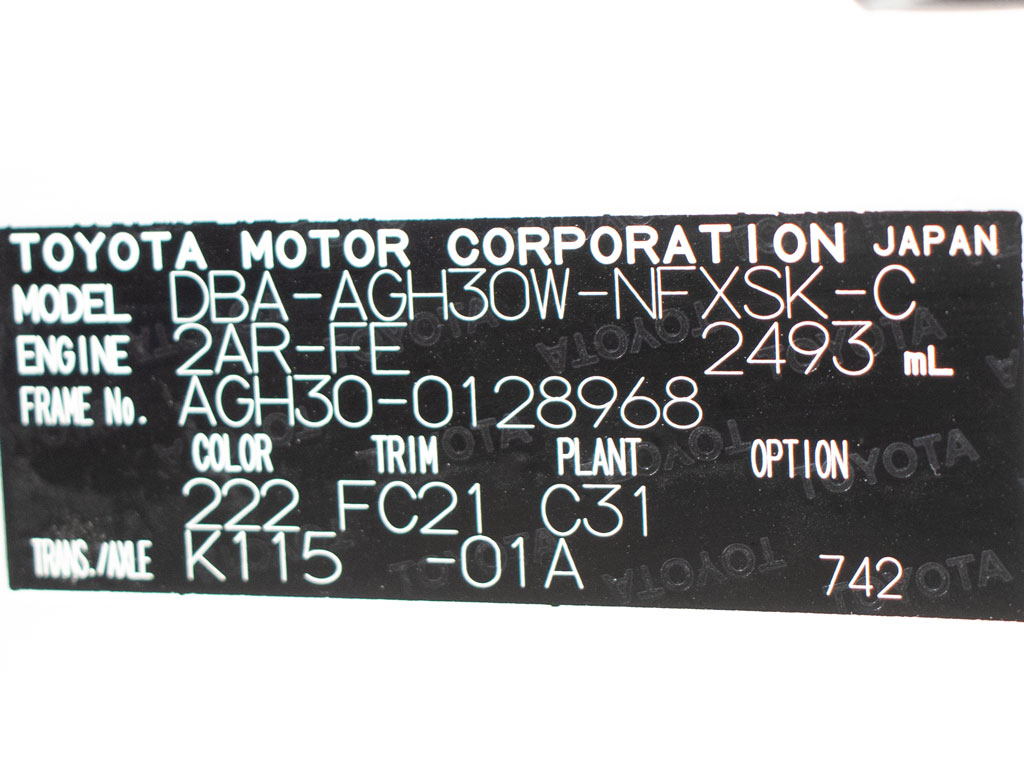 TOYOTA MOTOR CORPORATION JAPAN
MODEL DBA-AGH30W-NFXSK-C
ENGINE 2AR-FE 2493 mL
FRAME No. AGH30-0128968
COLOR TRIM PLANT OPTION
222 FC21 C31
TRANS./AXLE K115 -01A 742